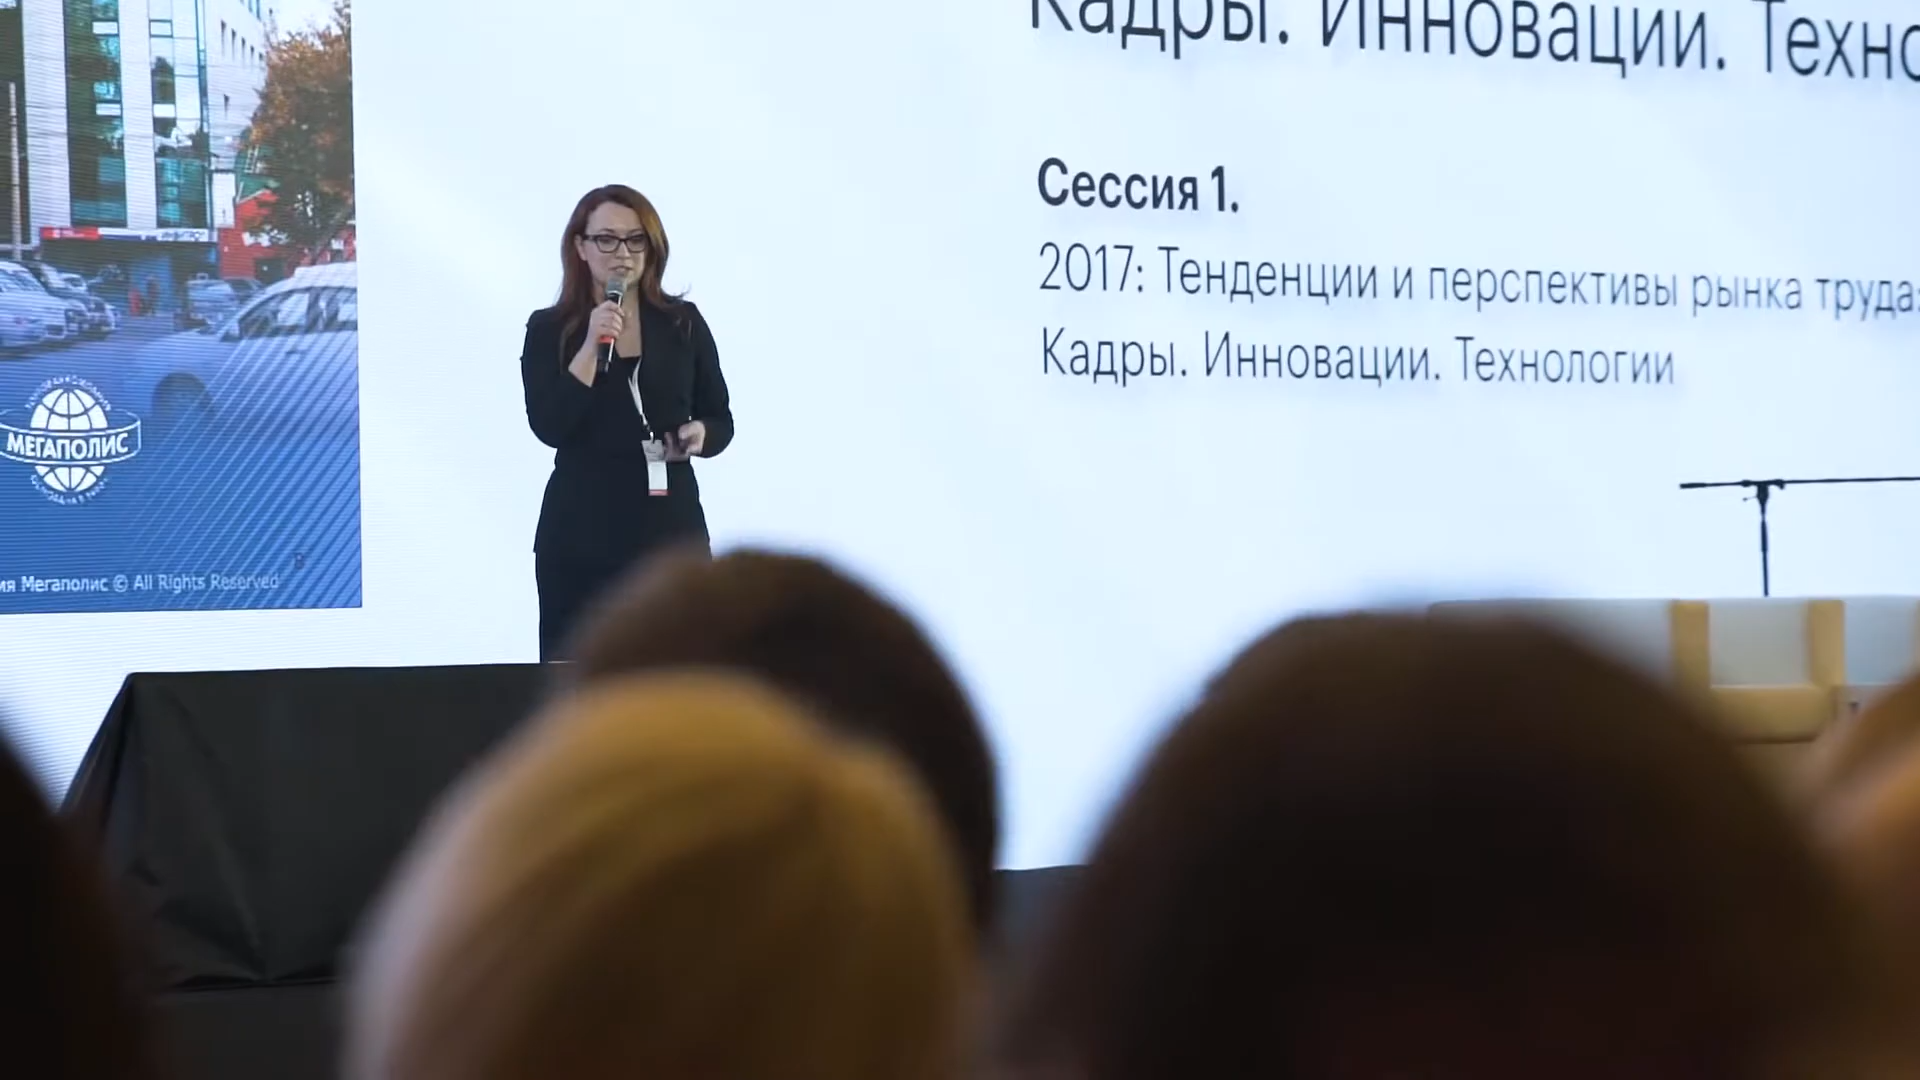 Кадры. Инновации. Техно
Сессия 1.
2017: Тенденции и перспективы рынка труда:
Кадры. Инновации. Технологии
МЕГАПОЛИС
ия Мегаполис © All Rights Reserved